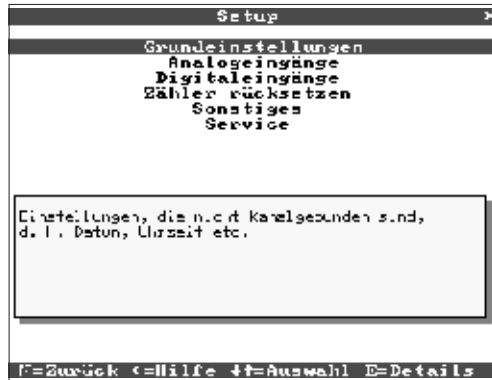 Setup
Grundeinstellungen
Analogeingänge
Digitaleingänge
Zähler rücksetzen
Sonstiges
Service
Einstellungen, die nicht kanalgebunden sind,
d. h. Datum, Uhrzeit etc.
=Zurück <=Hilfe =Auswahl E=Details